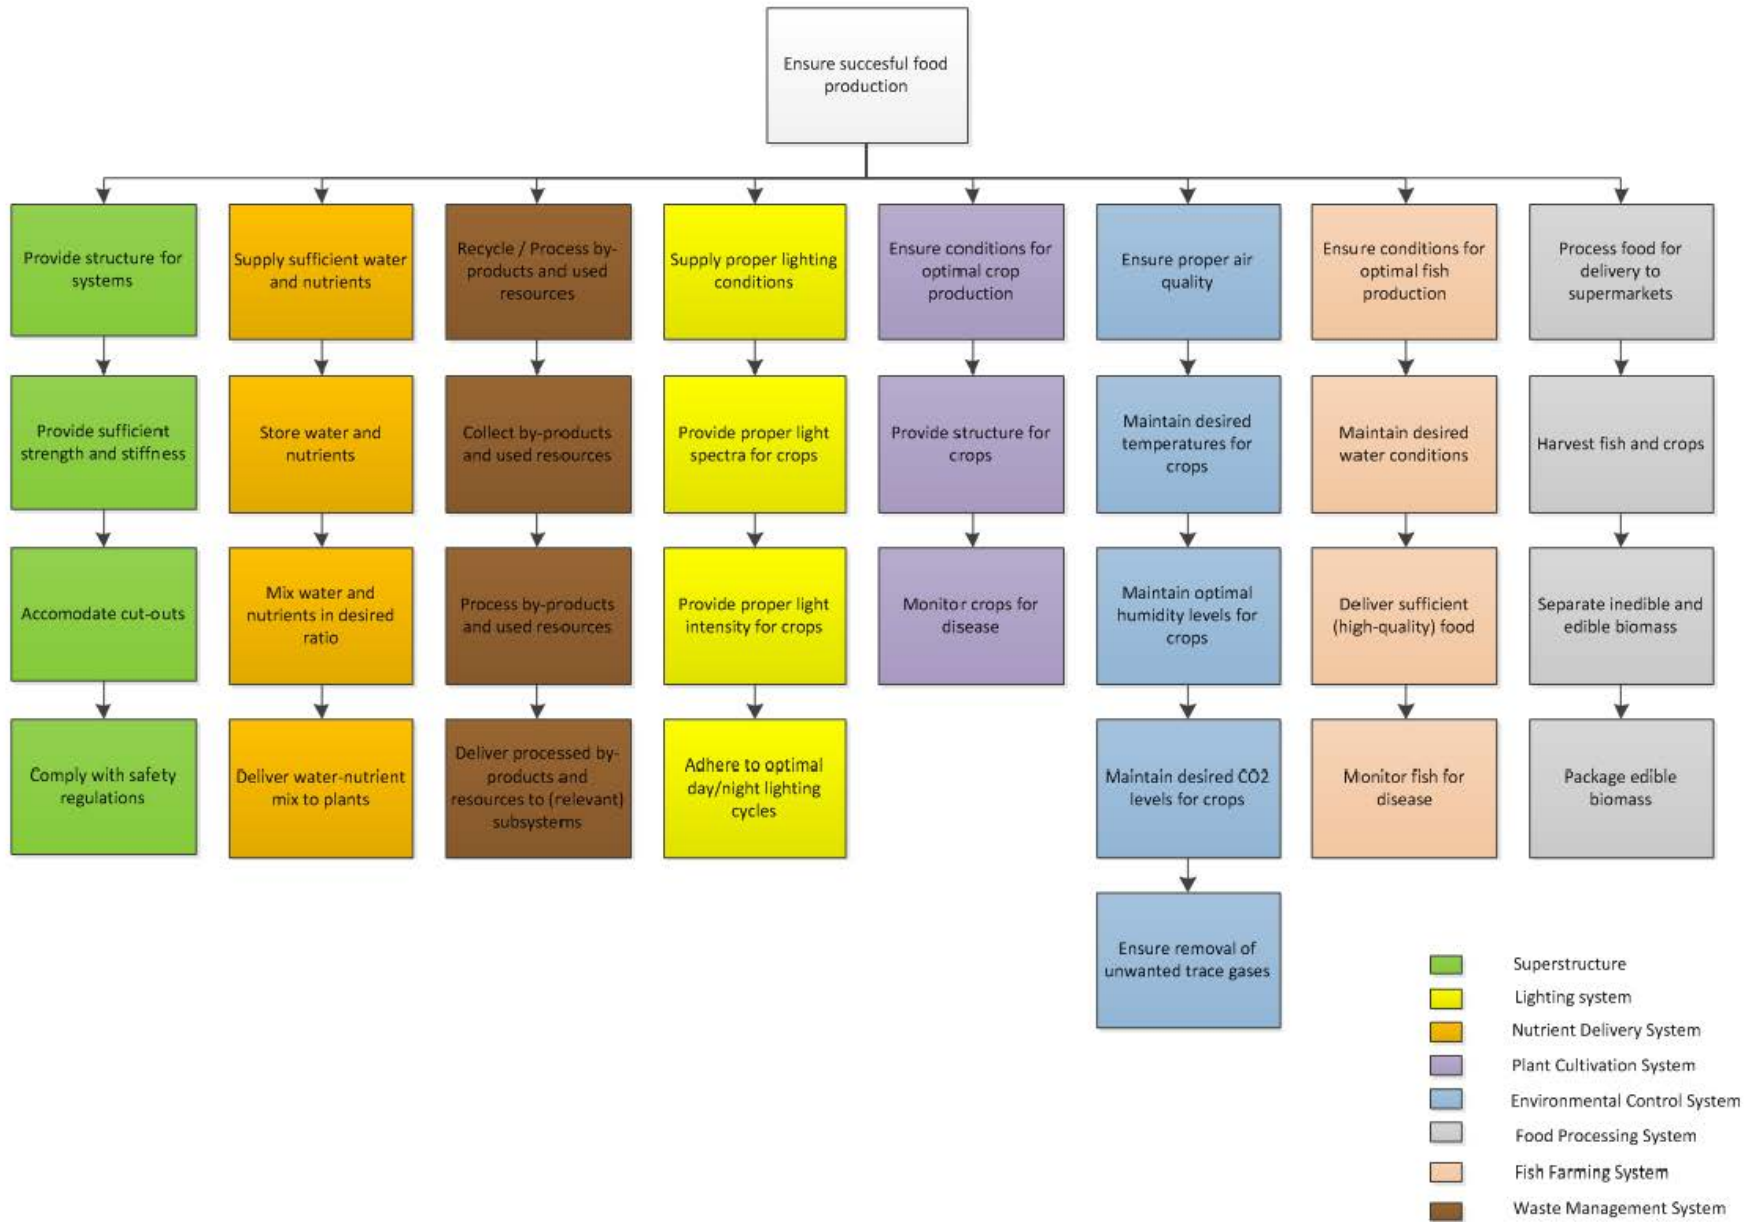 Ensure succesful food
production
Provide structure for
systems
Supply sufficient water
and nutrients
Recycle / Process by-
products and used
resources
Supply proper lighting
conditions
Ensure conditions for
optimal crop
production
Ensure proper air
quality
Ensure conditions for
optimal fish
production
Process food for
delivery to
supermarkets
Provide sufficient
strength and stiffness
Store water and
nutrients
Collect by-products
and used resources
Provide proper light
spectra for crops
Provide structure for
crops
Maintain desired
temperatures for
crops
Maintain desired
water conditions
Harvest fish and crops
Accomodate cut-outs
Mix water and
nutrients in desired
ratio
Process by-products
and used resources
Provide proper light
intensity for crops
Monitor crops for
disease
Maintain optimal
humidity levels for
crops
Deliver sufficient
(high-quality) food
Separate inedible and
edible biomass
Comply with safety
regulations
Deliver water-nutrient
mix to plants
Deliver processed by-
products and
resources to (relevant)
subsystems
Adhere to optimal
day/night lighting
cycles
Maintain desired CO2
levels for crops
Monitor fish for
disease
Package edible
biomass
Ensure removal of
unwanted trace gases
Superstructure
Lighting system
Nutrient Delivery System
Plant Cultivation System
Environmental Control System
Food Processing System
Fish Farming System
Waste Management System